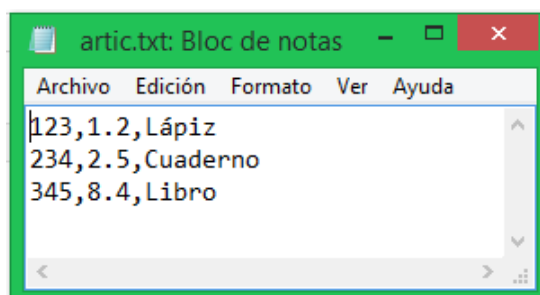 artic.txt: Bloc de notas
Archivo Edición Formato Ver Ayuda
123,1.2,Lápiz
234,2.5,Cuaderno
345,8.4,Libro